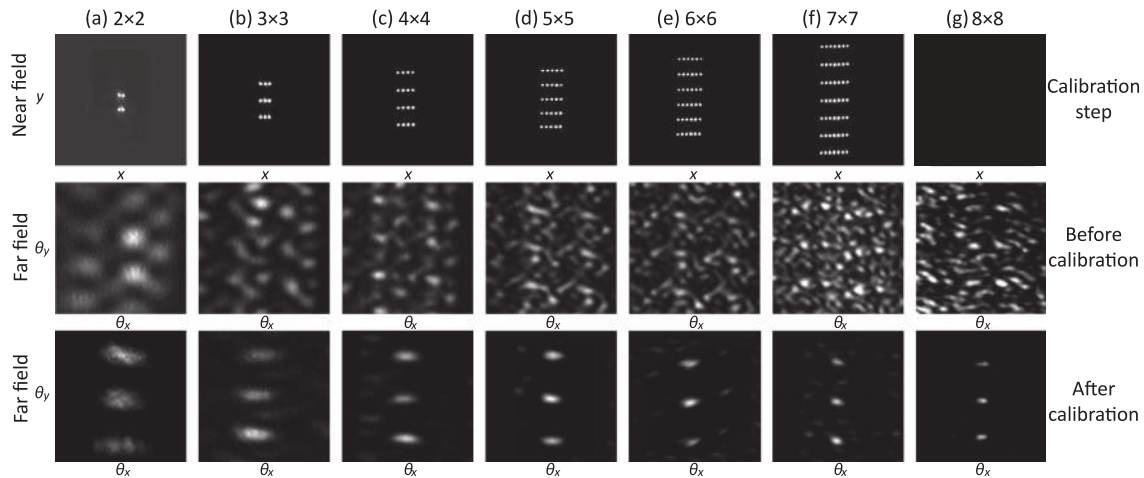 (a) 2×2 (b) 3×3 (c) 4×4 (d) 5×5 (e) 6×6 (f) 7×7 (g) 8×8
Near field
y
Calibration
step
x x x x x x
Far field
θy
Before
calibration
θx θx θx θx θx θx θx
Far field
θy
After
calibration
θx θx θx θx θx θx θx